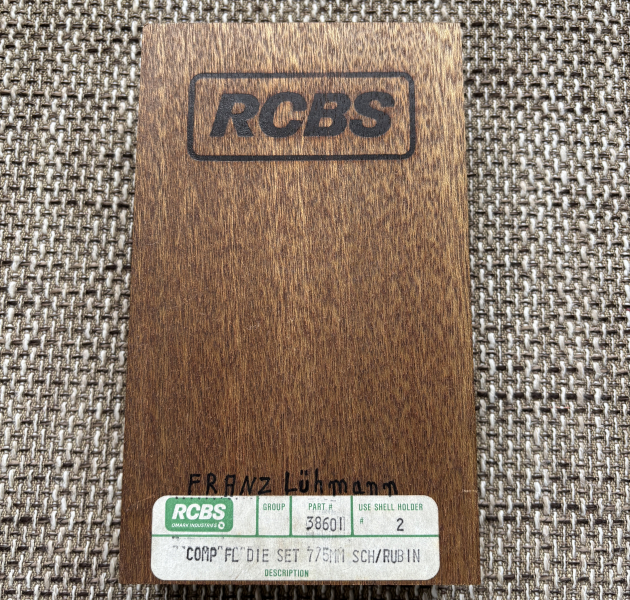 RCBS
FRANZ Lühmann
RCBS
OMARK INDUSTRIES
GROUP
PART #
38601
USE SHELL HOLDER
# 2
"COMP" FL DIE SET 7/5MM SCH/RUBIN
DESCRIPTION